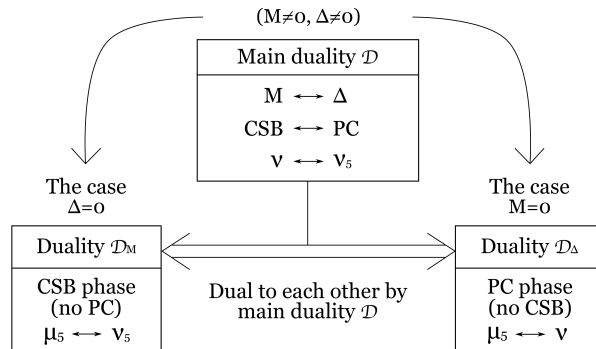 (M≠0, Δ≠0)
Main duality 𝒟
M ↔ Δ
CSB ↔ PC
ν ↔ ν₅
The case
Δ=0
Duality 𝒟ᴍ
CSB phase
(no PC)
μ₅ ↔ ν₅
Dual to each other by
main duality 𝒟
The case
M=0
Duality 𝒟Δ
PC phase
(no CSB)
μ₅ ↔ ν